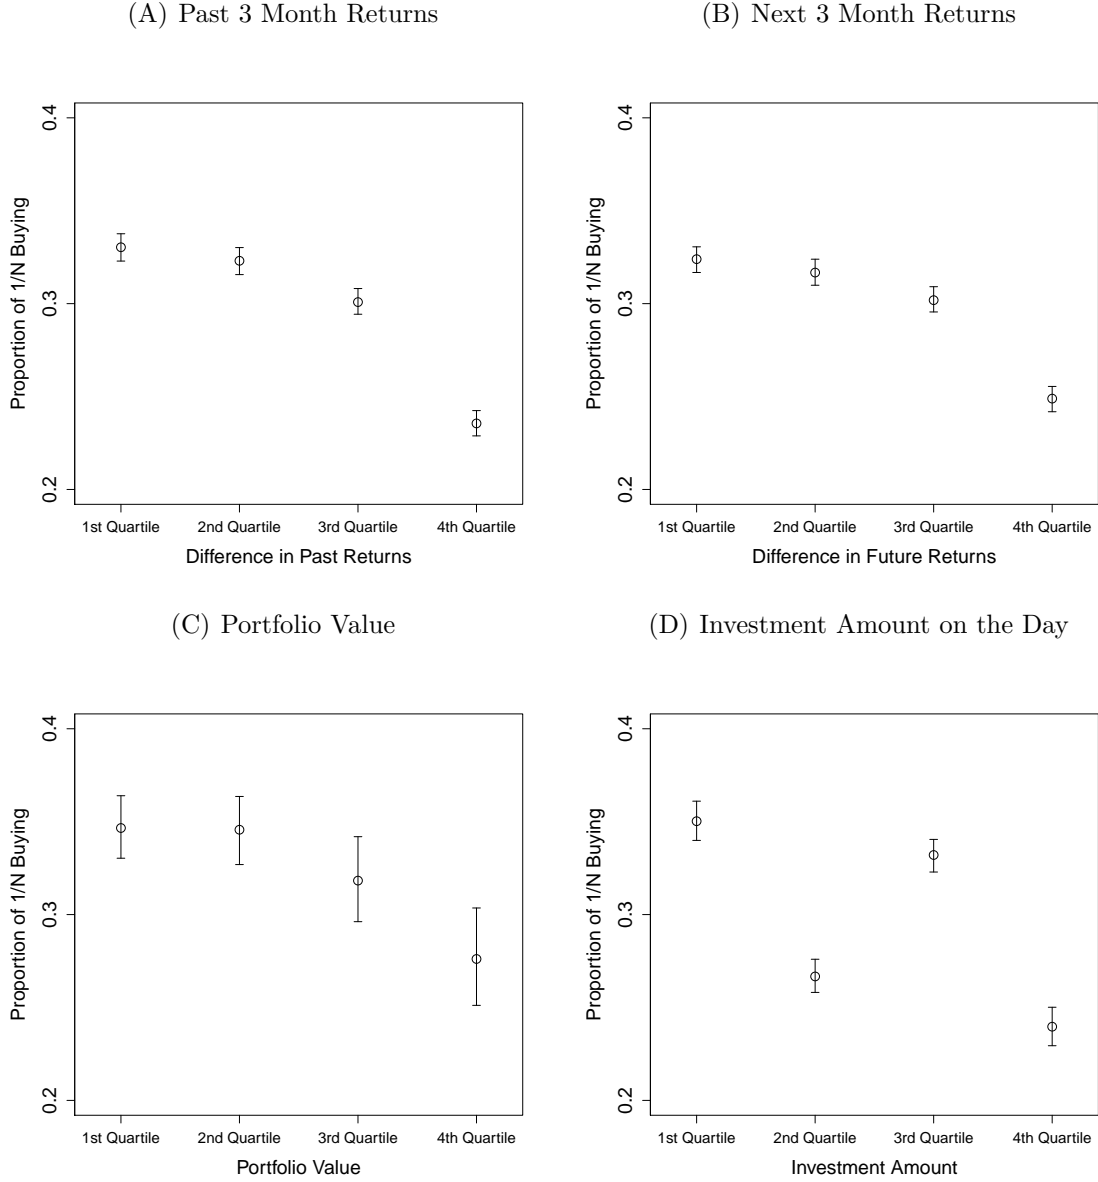 (A) Past 3 Month Returns
Proportion of 1/N Buying
0.4
0.3
0.2
1st Quartile 2nd Quartile 3rd Quartile 4th Quartile
Difference in Past Returns
(B) Next 3 Month Returns
Proportion of 1/N Buying
0.4
0.3
0.2
1st Quartile 2nd Quartile 3rd Quartile 4th Quartile
Difference in Future Returns
(C) Portfolio Value
Proportion of 1/N Buying
0.4
0.3
0.2
1st Quartile 2nd Quartile 3rd Quartile 4th Quartile
Portfolio Value
(D) Investment Amount on the Day
Proportion of 1/N Buying
0.4
0.3
0.2
1st Quartile 2nd Quartile 3rd Quartile 4th Quartile
Investment Amount